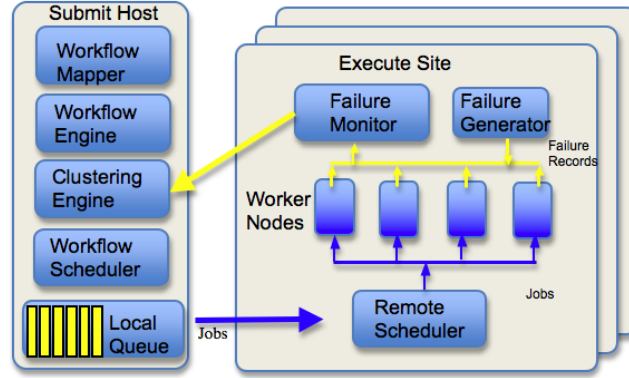 Submit Host
Workflow
Mapper
Workflow
Engine
Clustering
Engine
Workflow
Scheduler
Local
Queue
Jobs
Execute Site
Failure
Monitor
Failure
Generator
Failure
Records
Worker
Nodes
Jobs
Remote
Scheduler